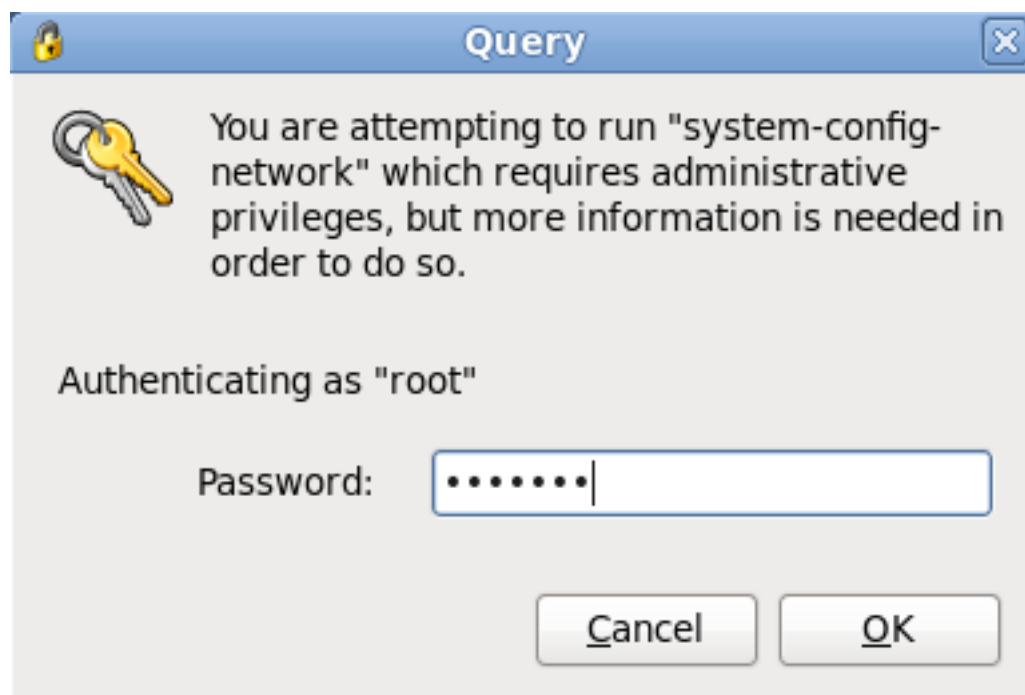 Query
You are attempting to run "system-config-
network" which requires administrative
privileges, but more information is needed in
order to do so.
Authenticating as "root"
Password: •••••••
Cancel OK